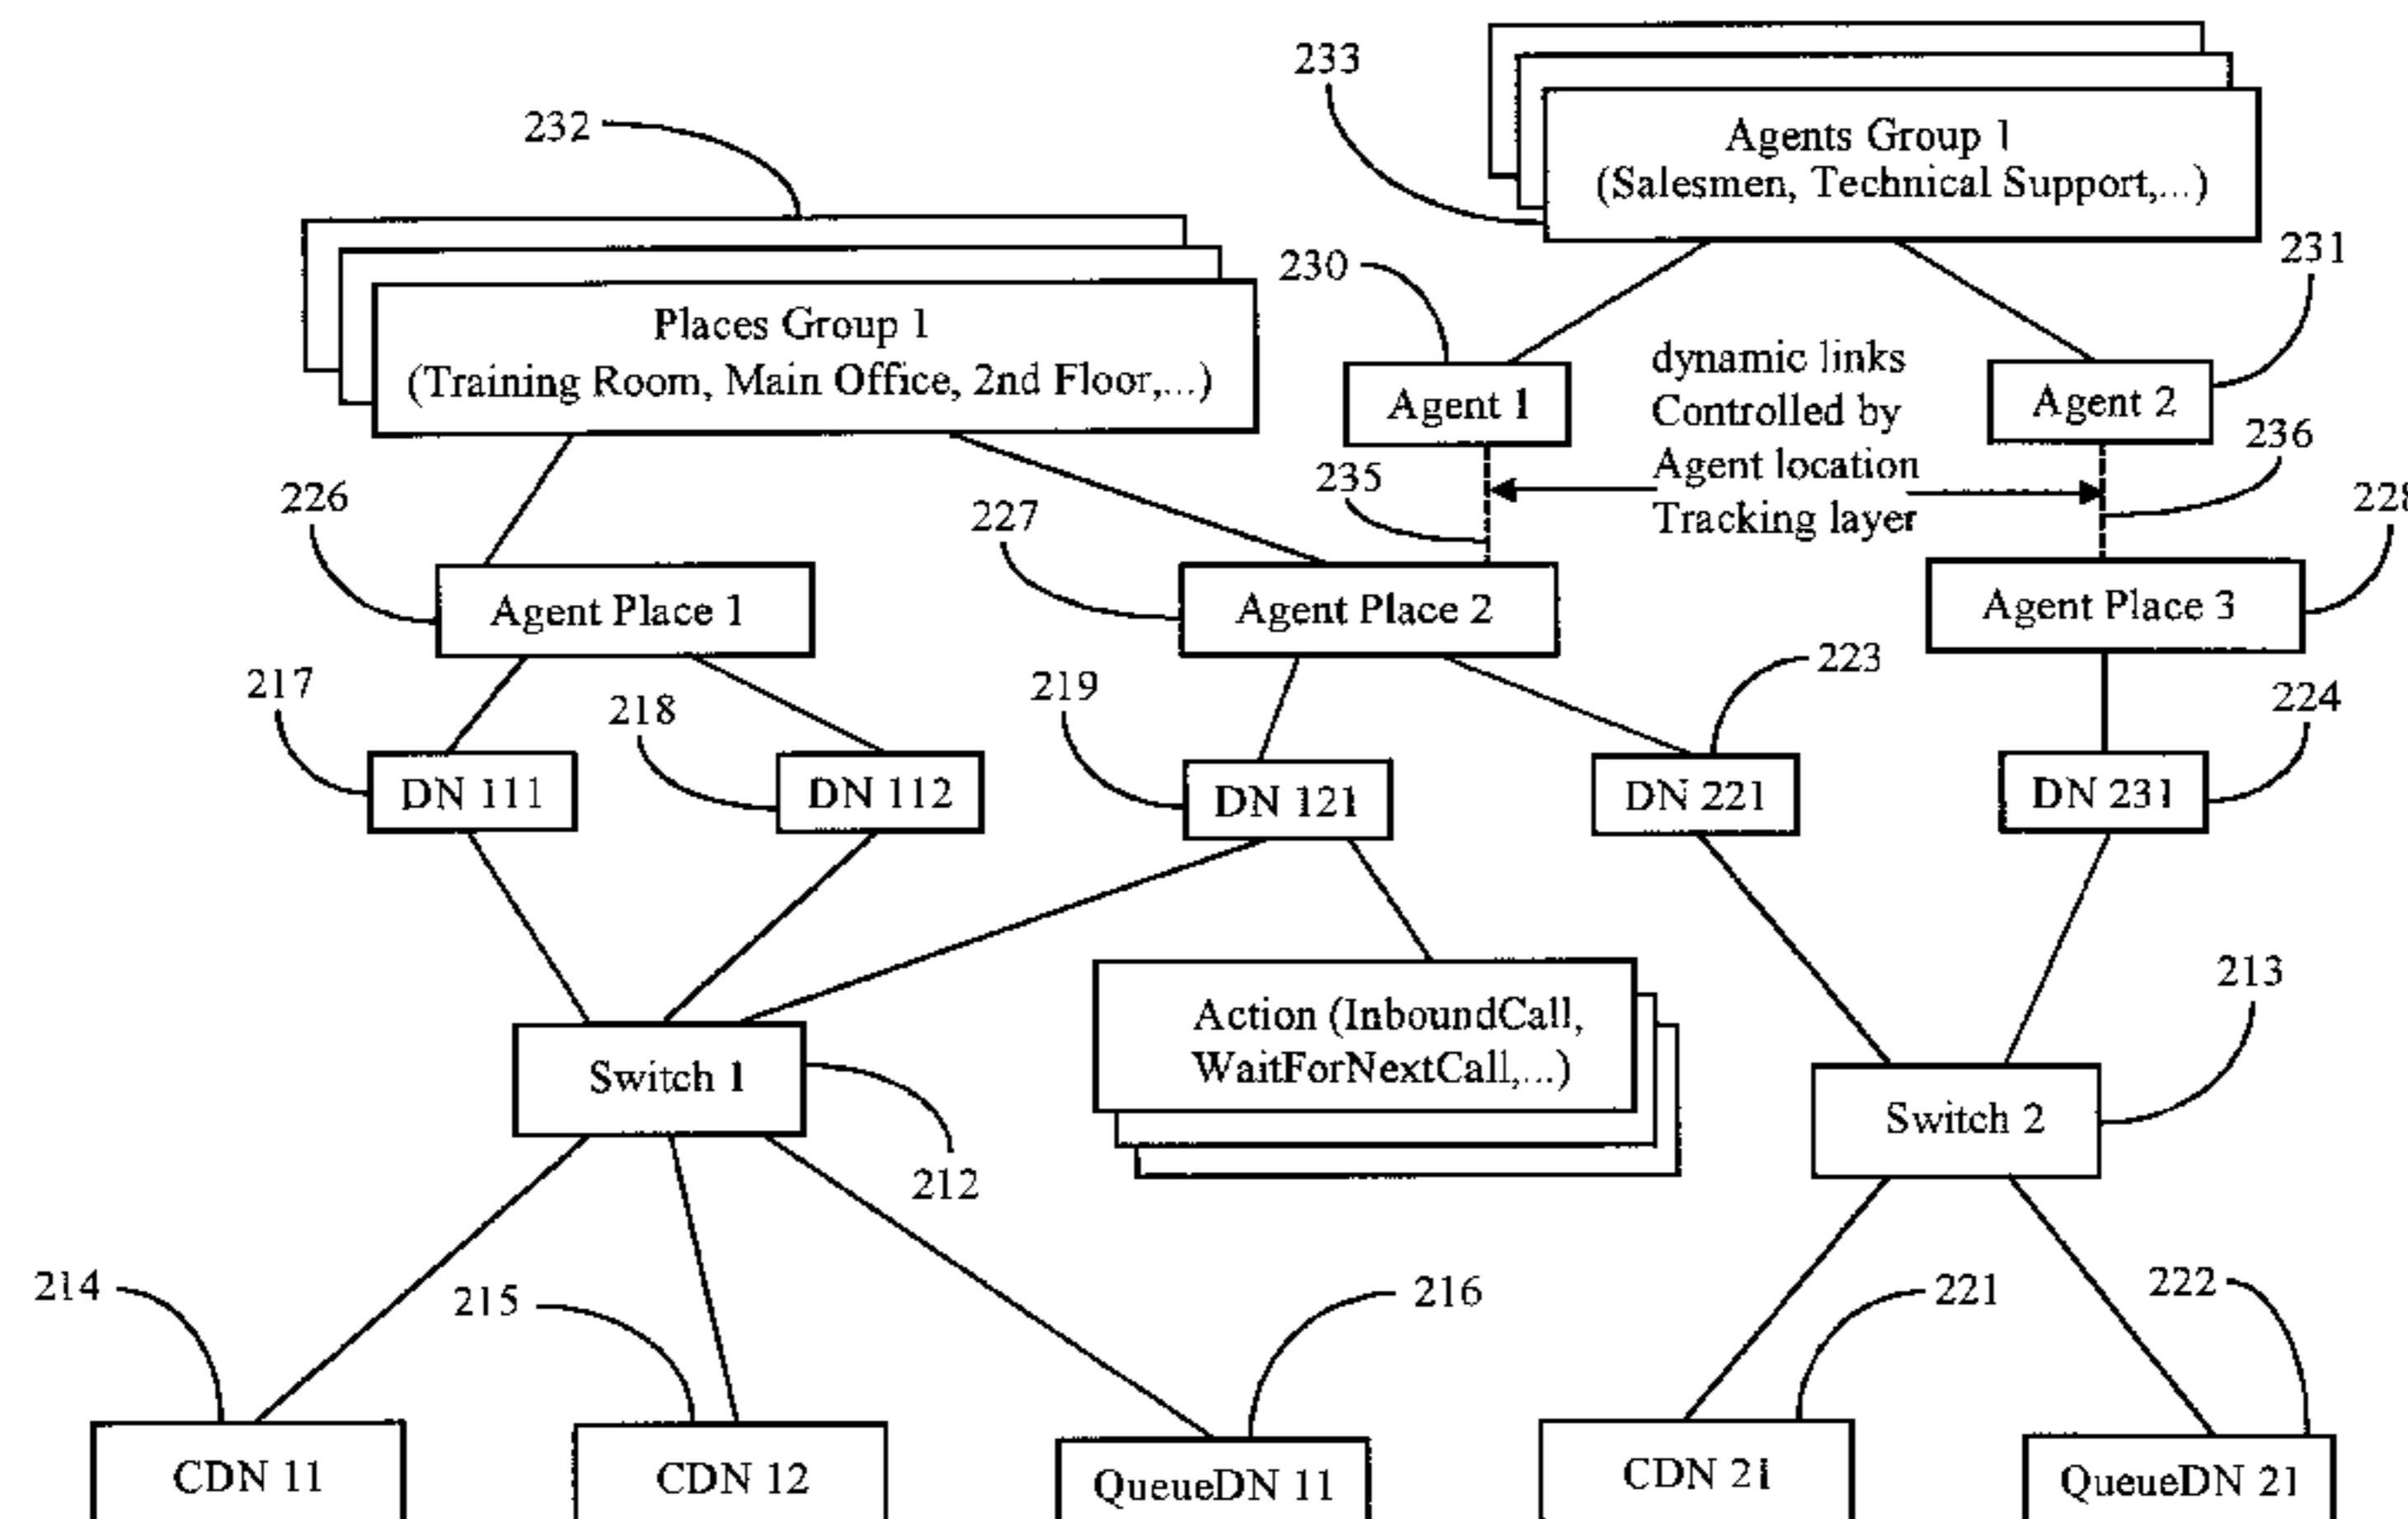 233
Agents Group 1
(Salesmen, Technical Support,...)
232
230
231
Places Group 1
(Training Room, Main Office, 2nd Floor,...)
Agent 1
dynamic links
Controlled by
Agent location
Tracking layer
Agent 2
236
235
226
227
228
Agent Place 1
Agent Place 2
Agent Place 3
217
218
219
223
224
DN 111
DN 112
DN 121
DN 221
DN 231
213
Action (InboundCall,
WaitForNextCall,...)
Switch 1
Switch 2
212
214
215
216
221
222
CDN 11
CDN 12
QueueDN 11
CDN 21
QueueDN 21